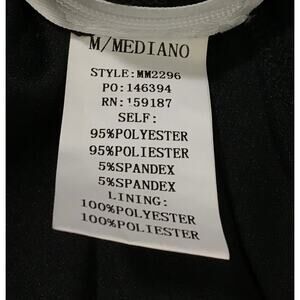 M/MEDIANO
STYLE: MM2296
PO: 146394
RN: 159187
SELF:
95%POLYESTER
95%POLIESTER
5%SPANDEX
5%SPANDEX
LINING:
100%POLYESTER
100%POLIESTER